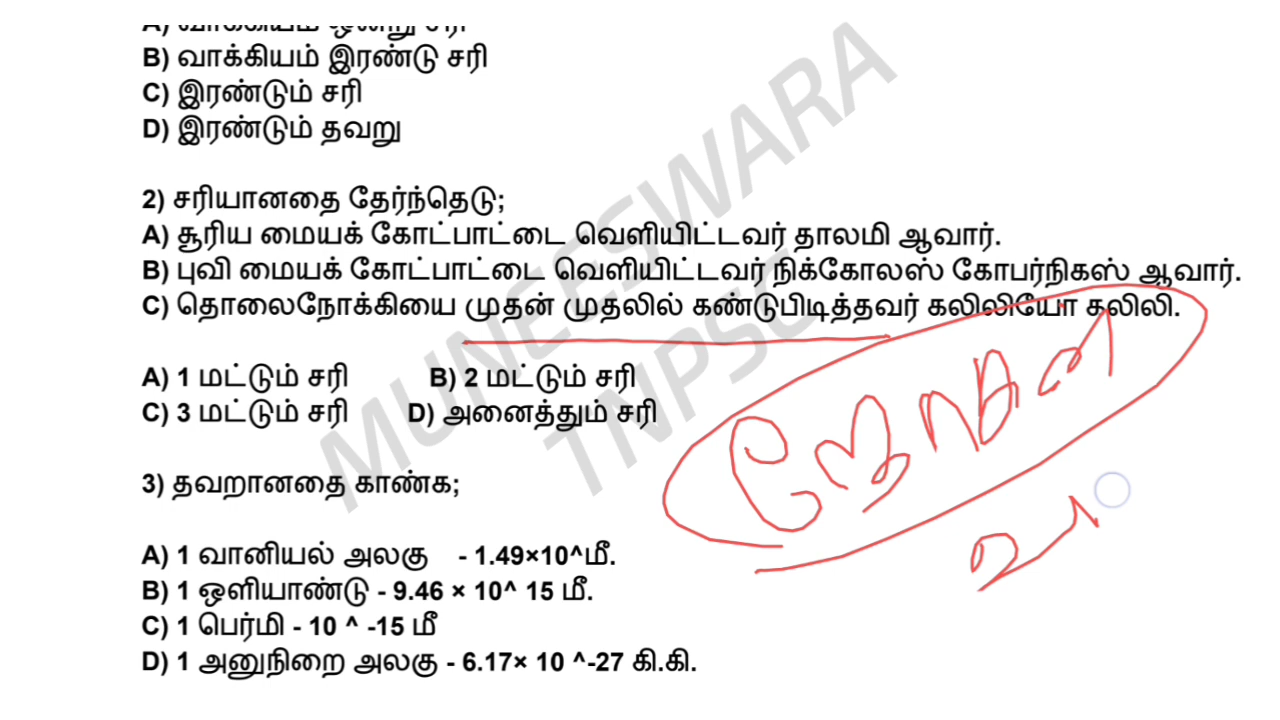 A) வாக்கியம் ஒன்று சரி
B) வாக்கியம் இரண்டு சரி
C) இரண்டும் சரி
D) இரண்டும் தவறு
2) சரியானதை தேர்ந்தெடு;
A) சூரிய மையக் கோட்பாட்டை வெளியிட்டவர் தாலமி ஆவார்.
B) புவி மையக் கோட்பாட்டை வெளியிட்டவர் நிக்கோலஸ் கோபர்நிகஸ் ஆவார்.
C) தொலைநோக்கியை முதன் முதலில் கண்டுபிடித்தவர் கலிலியோ கலிலி.
A) 1 மட்டும் சரி B) 2 மட்டும் சரி
C) 3 மட்டும் சரி D) அனைத்தும் சரி
3) தவறானதை காண்க;
A) 1 வானியல் அலகு - 1.49×10^மீ.
B) 1 ஒளியாண்டு - 9.46 × 10^ 15 மீ.
C) 1 பெர்மி - 10 ^ -15 மீ
D) 1 அனுநிறை அலகு - 6.17× 10 ^-27 கி.கி.
MUNEESWARA
TNPSC